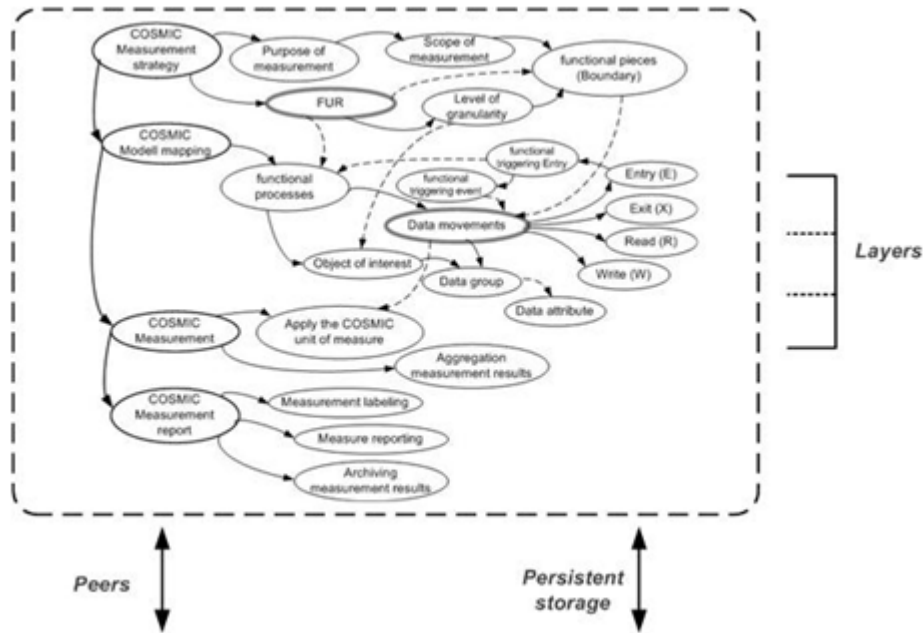 COSMIC
Measurement
strategy
Purpose of
measurement
Scope of
measurement
functional pieces
(Boundary)
FUR
Level of
granularity
COSMIC
Modell mapping
functional
processes
functional
triggering Entry
functional
triggering event
Entry (E)
Exit (X)
Read (R)
Write (W)
Data movements
Object of interest
Data group
Data attribute
Layers
COSMIC
Measurement
Apply the COSMIC
unit of measure
Aggregation
measurement results
COSMIC
Measurement
report
Measurement labeling
Measure reporting
Archiving
measurement results
Peers
Persistent
storage